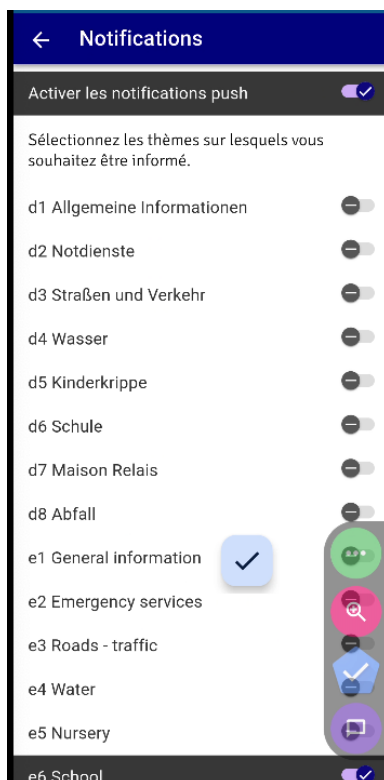 Notifications
Activer les notifications push
Sélectionnez les thèmes sur lesquels vous
souhaitez être informé.
d1 Allgemeine Informationen
d2 Notdienste
d3 Straßen und Verkehr
d4 Wasser
d5 Kinderkrippe
d6 Schule
d7 Maison Relais
d8 Abfall
e1 General information
e2 Emergency services
e3 Roads - traffic
e4 Water
e5 Nursery
e6 School